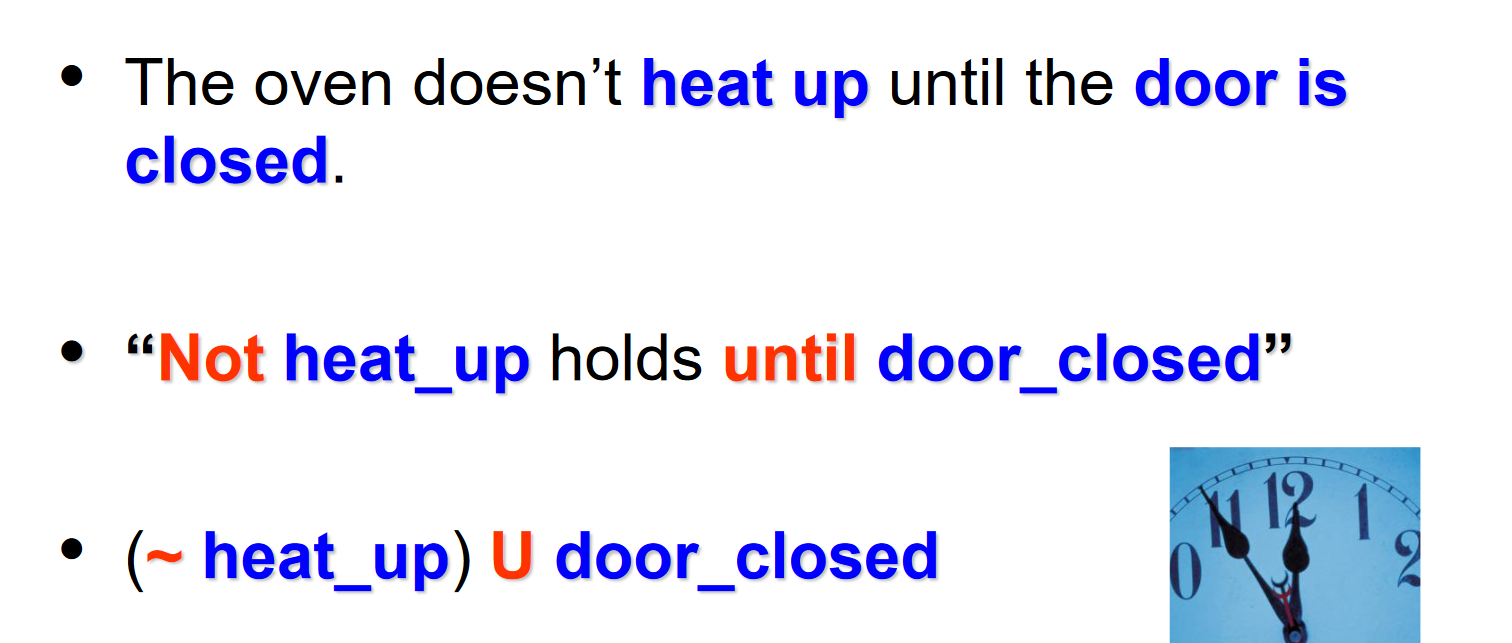 • The oven doesn’t heat up until the door is
closed.
• “Not heat_up holds until door_closed”
• (~ heat_up) U door_closed
11 12 1
0 2